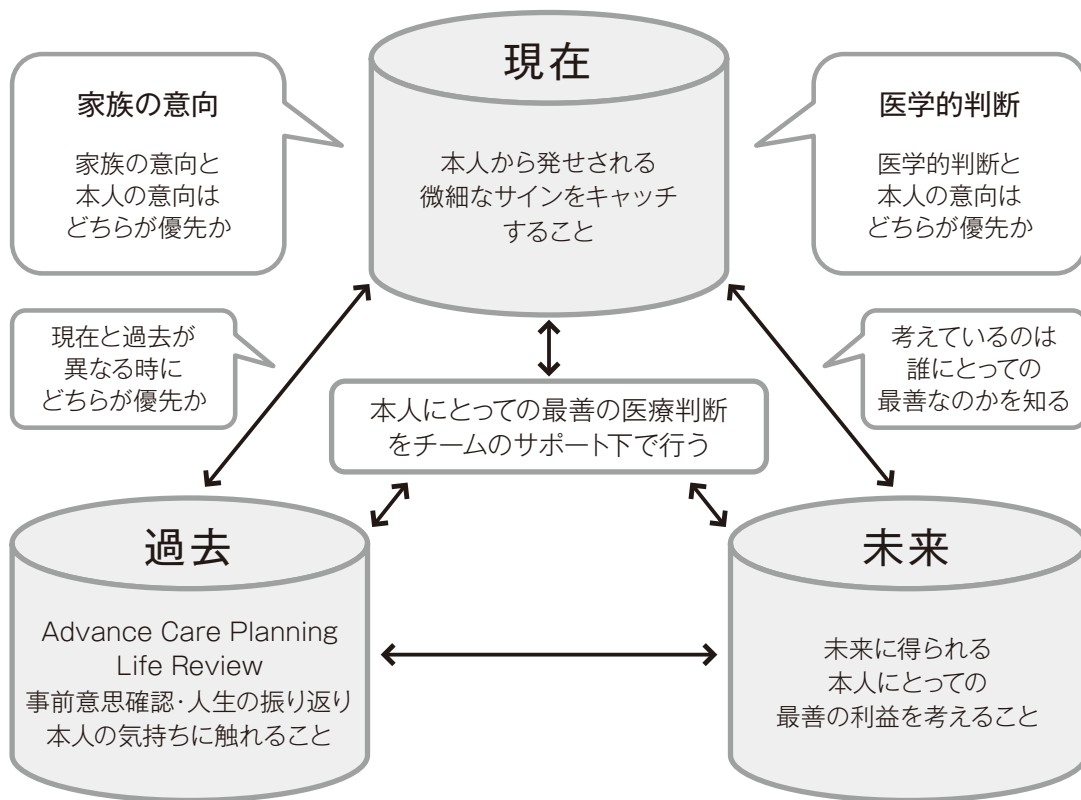 現在
本人から発せされる
微細なサインをキャッチ
すること
家族の意向
家族の意向と
本人の意向は
どちらが優先か
医学的判断
医学的判断と
本人の意向は
どちらが優先か
現在と過去が
異なる時に
どちらが優先か
考えているのは
誰にとっての
最善なのかを知る
本人にとっての最善の医療判断
をチームのサポート下で行う
過去
Advance Care Planning
Life Review
事前意思確認・人生の振り返り
本人の気持ちに触れること
未来
未来に得られる
本人にとっての
最善の利益を考えること